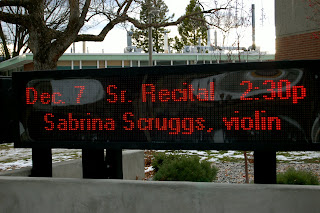 Dec. 7  Sr. Recital  2:30p
Sabrina Scruggs, violin